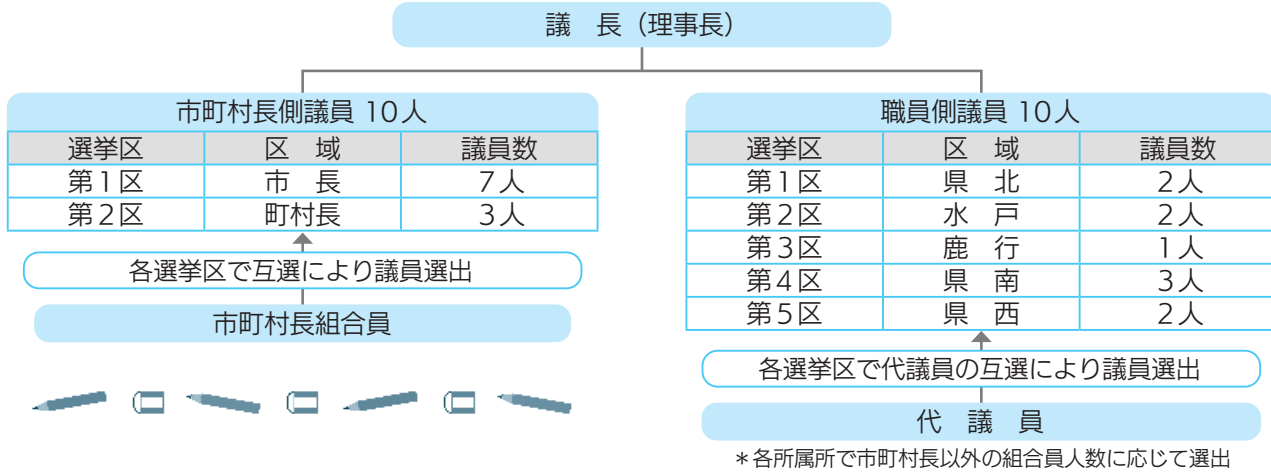 議　長（理事長）
市町村長側議員 10人
選挙区　区　域　議員数
第1区　市　長　7人
第2区　町村長　3人
各選挙区で互選により議員選出
市町村長組合員
職員側議員 10人
選挙区　区　域　議員数
第1区　県　北　2人
第2区　水　戸　2人
第3区　鹿　行　1人
第4区　県　南　3人
第5区　県　西　2人
各選挙区で代議員の互選により議員選出
代　議　員
＊各所属所で市町村長以外の組合員人数に応じて選出